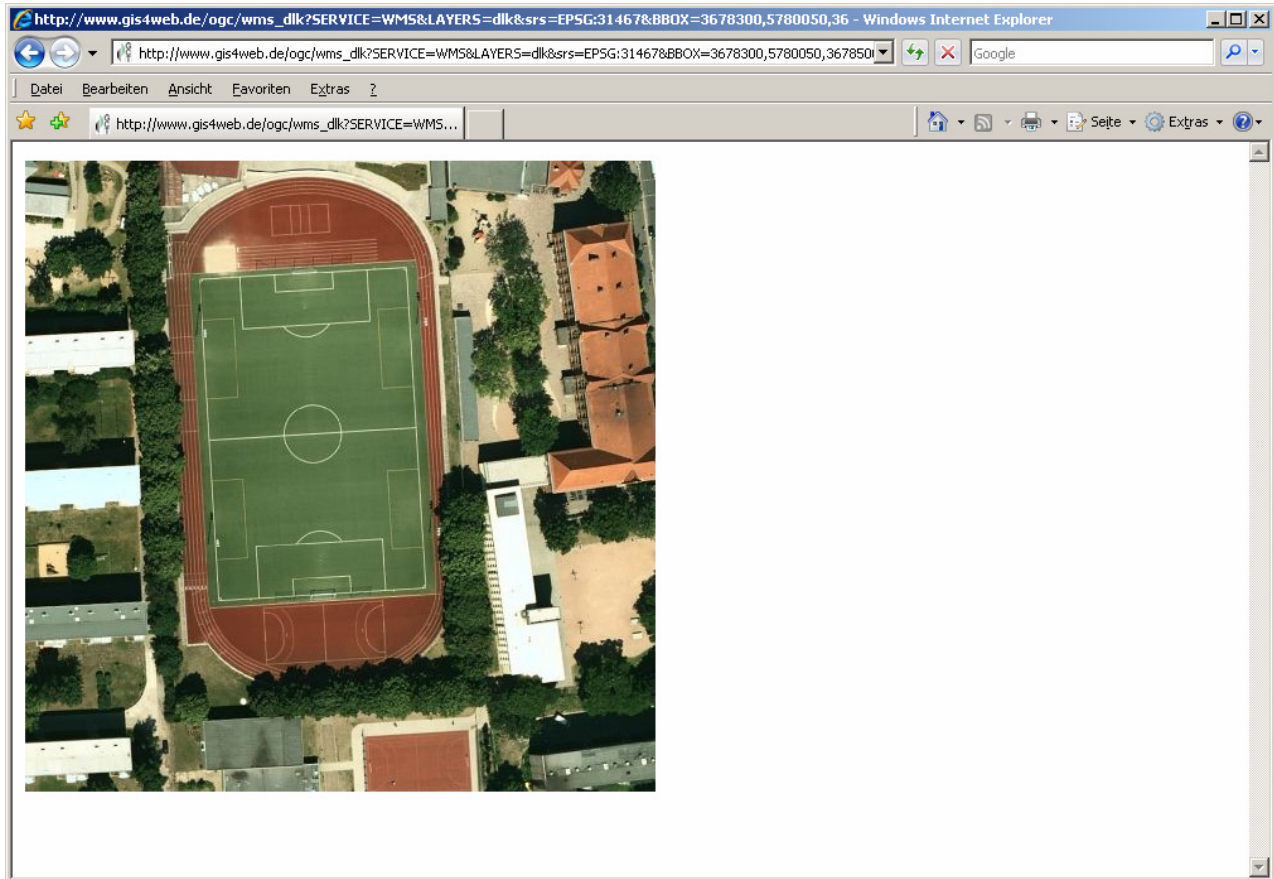 http://www.gis4web.de/ogc/wms_dlk?SERVICE=WMS&LAYERS=dlk&srs=EPSG:31467&BBOX=3678300,5780050,36 - Windows Internet Explorer
http://www.gis4web.de/ogc/wms_dlk?SERVICE=WMS&LAYERS=dlk&srs=EPSG:31467&BBOX=3678300,5780050,367850 Google
Datei Bearbeiten Ansicht Favoriten Extras ?
http://www.gis4web.de/ogc/wms_dlk?SERVICE=WMS... Seite Extras